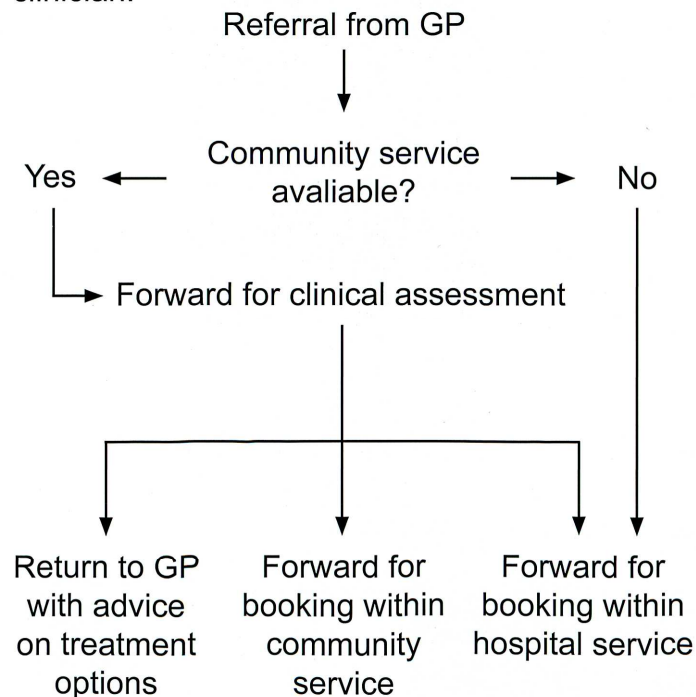 Referral from GP
Community service
avaliable?
Yes
No
Forward for clinical assessment
Return to GP
with advice
on treatment
options
Forward for
booking within
community
service
Forward for
booking within
hospital service